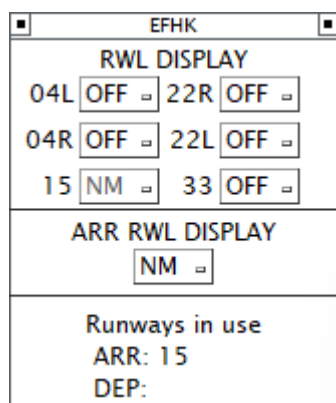 EFHK
RWL DISPLAY
04L OFF 22R OFF
04R OFF 22L OFF
15 NM 33 OFF
ARR RWL DISPLAY
NM
Runways in use
ARR: 15
DEP: